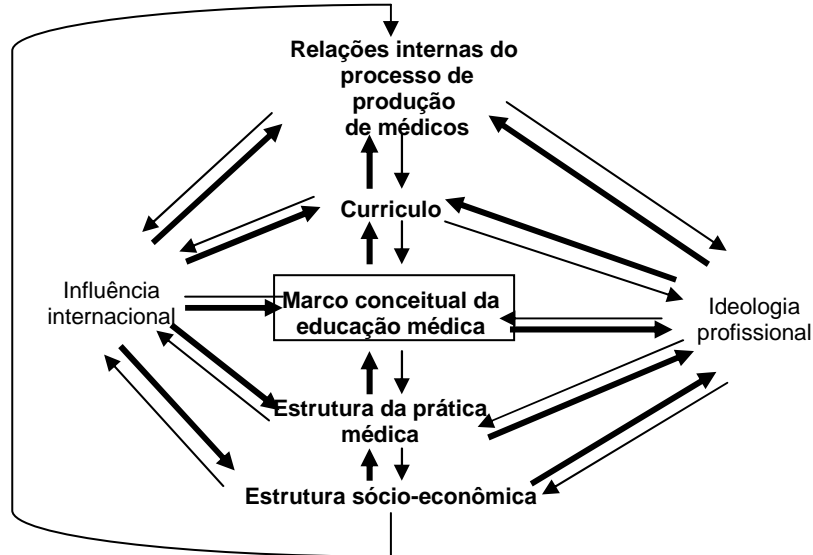 Relações internas do
processo de
produção
de médicos
Curriculo
Influência
internacional
Marco conceitual da
educação médica
Ideologia
profissional
Estrutura da prática
médica
Estrutura sócio-econômica